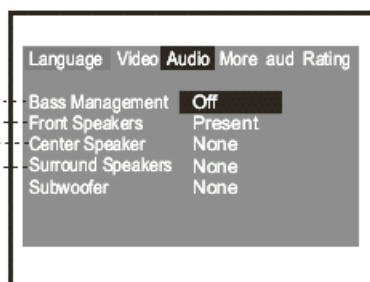 Language Video Audio More aud Rating
Bass Management Off
Front Speakers Present
Center Speaker None
Surround Speakers None
Subwoofer None